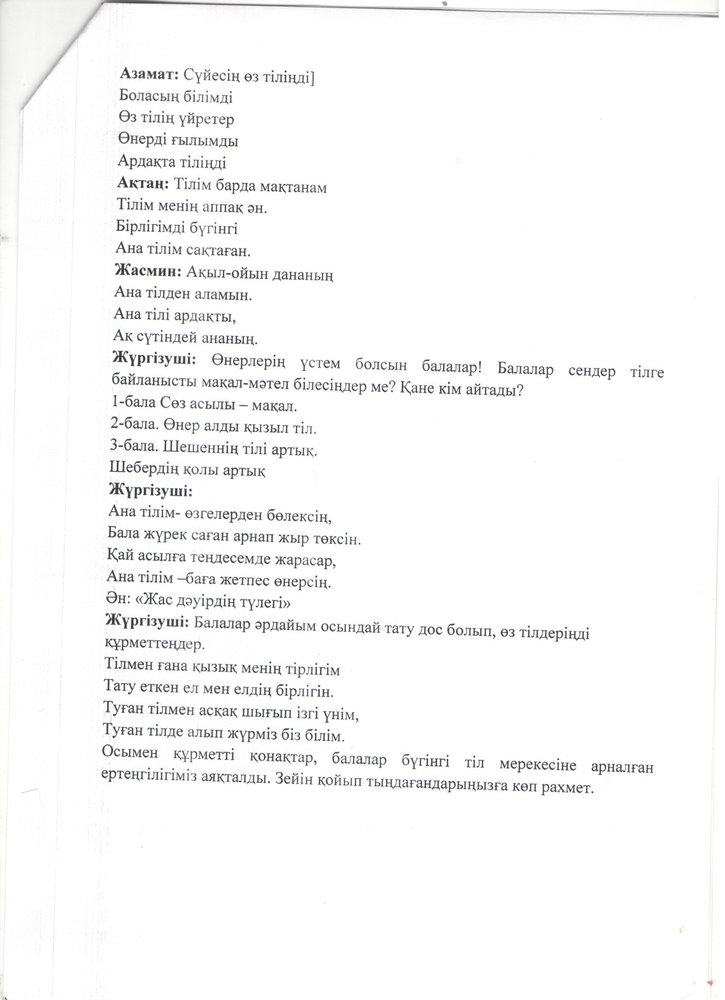 Азамат: Сүйесің өз тіліңді]
Боласың білімді
Өз тілің үйретер
Өнерді ғылымды
Ардақта тіліңді
Ақтаң: Тілім барда мақтанам
Тілім менің аппақ ән.
Бірлігімді бүгінгі
Ана тілім сақтаған.
Жасмин: Ақыл-ойын дананың
Ана тілден аламын.
Ана тілі ардақты,
Ақ сүтіндей ананың.
Жүргізуші: Өнерлерің үстем болсын балалар! Балалар сендер тілге
байланысты мақал-мәтел білесіңдер ме? Қане кім айтады?
1-бала Сөз асылы – мақал.
2-бала. Өнер алды қызыл тіл.
3-бала. Шешеннің тілі артық.
Шебердің қолы артық
Жүргізуші:
Ана тілім- өзгелерден бөлексің,
Бала жүрек саған арнап жыр төксін.
Қай асылға теңдесемде жарасар,
Ана тілім –баға жетпес өнерсің.
Ән: «Жас дәуірдің түлегі»
Жүргізуші: Балалар әрдайым осындай тату дос болып, өз тілдеріңді
құрметтеңдер.
Тілмен ғана қызық менің тірлігім
Тату еткен ел мен елдің бірлігін.
Туған тілмен асқақ шығып ізгі үнім,
Туған тілде алып жүрміз біз білім.
Осымен құрметті қонақтар, балалар бүгінгі тіл мерекесіне арналған
ертеңгілігіміз аяқталды. Зейін қойып тыңдағандарыңызға көп рахмет.